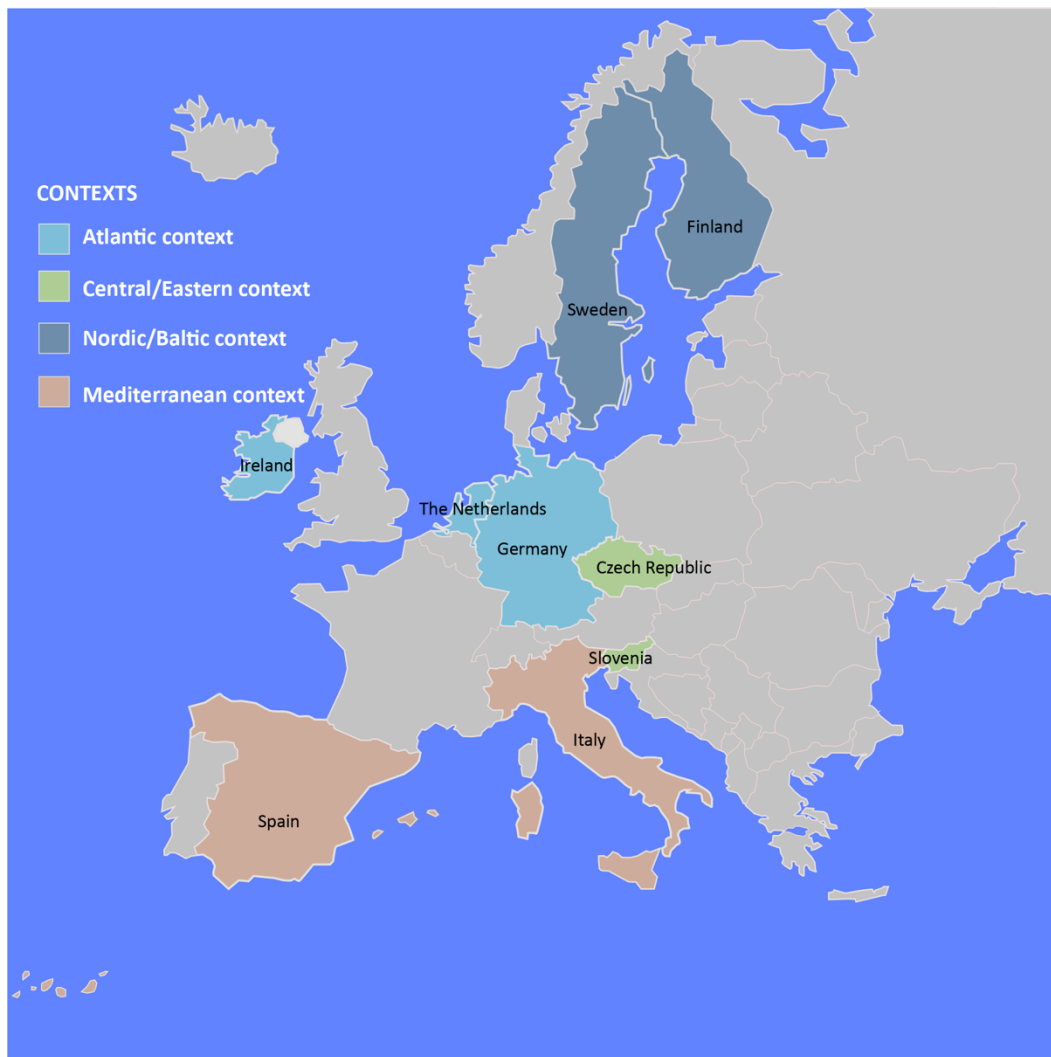 CONTEXTS
Atlantic context
Central/Eastern context
Nordic/Baltic context
Mediterranean context
Finland
Sweden
Ireland
The Netherlands
Germany
Czech Republic
Slovenia
Italy
Spain